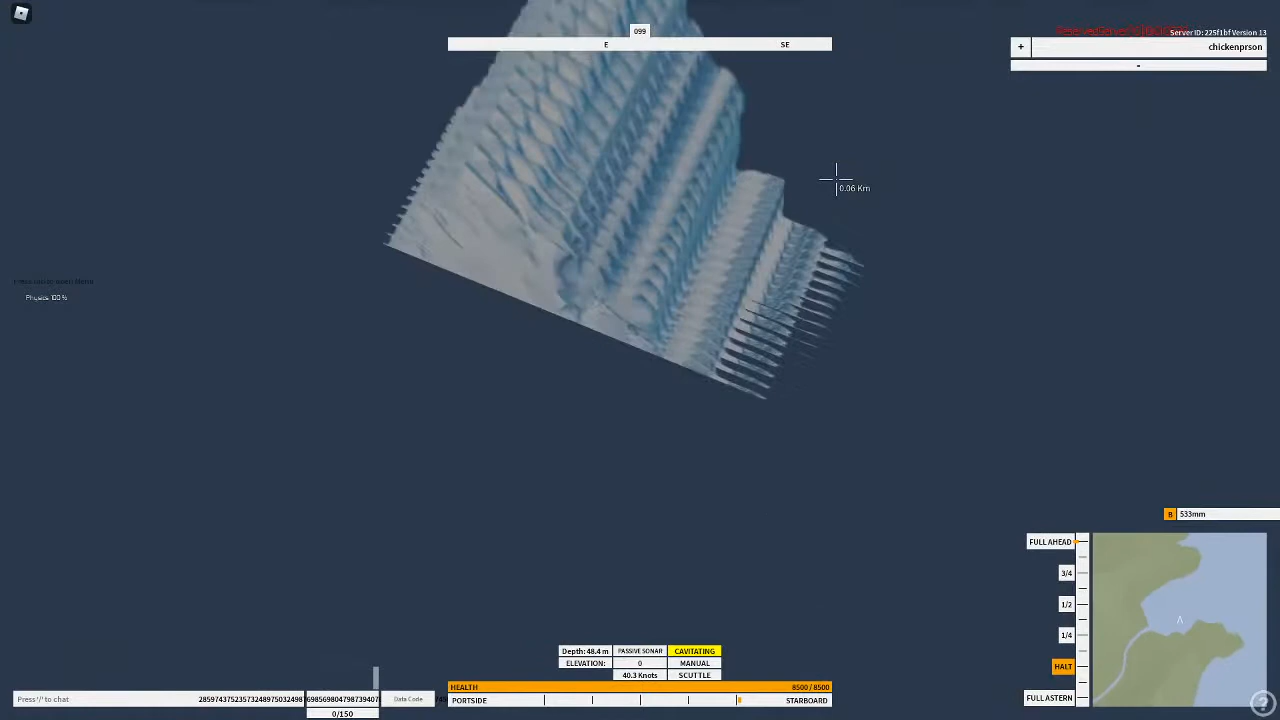 099
E SE
Server ID: 225f1bf Version 13
+ chickenprson
-
0.06 Km
Physics: 100 %
B 533mm
FULL AHEAD
3/4
1/2
1/4
HALT
FULL ASTERN
Depth: 48.4 m PASSIVE SONAR CAVITATING
ELEVATION: 0 MANUAL
40.3 Knots SCUTTLE
HEALTH 8500 / 8500
PORTSIDE STARBOARD
Press '/' to chat
Data Code
0/150
?